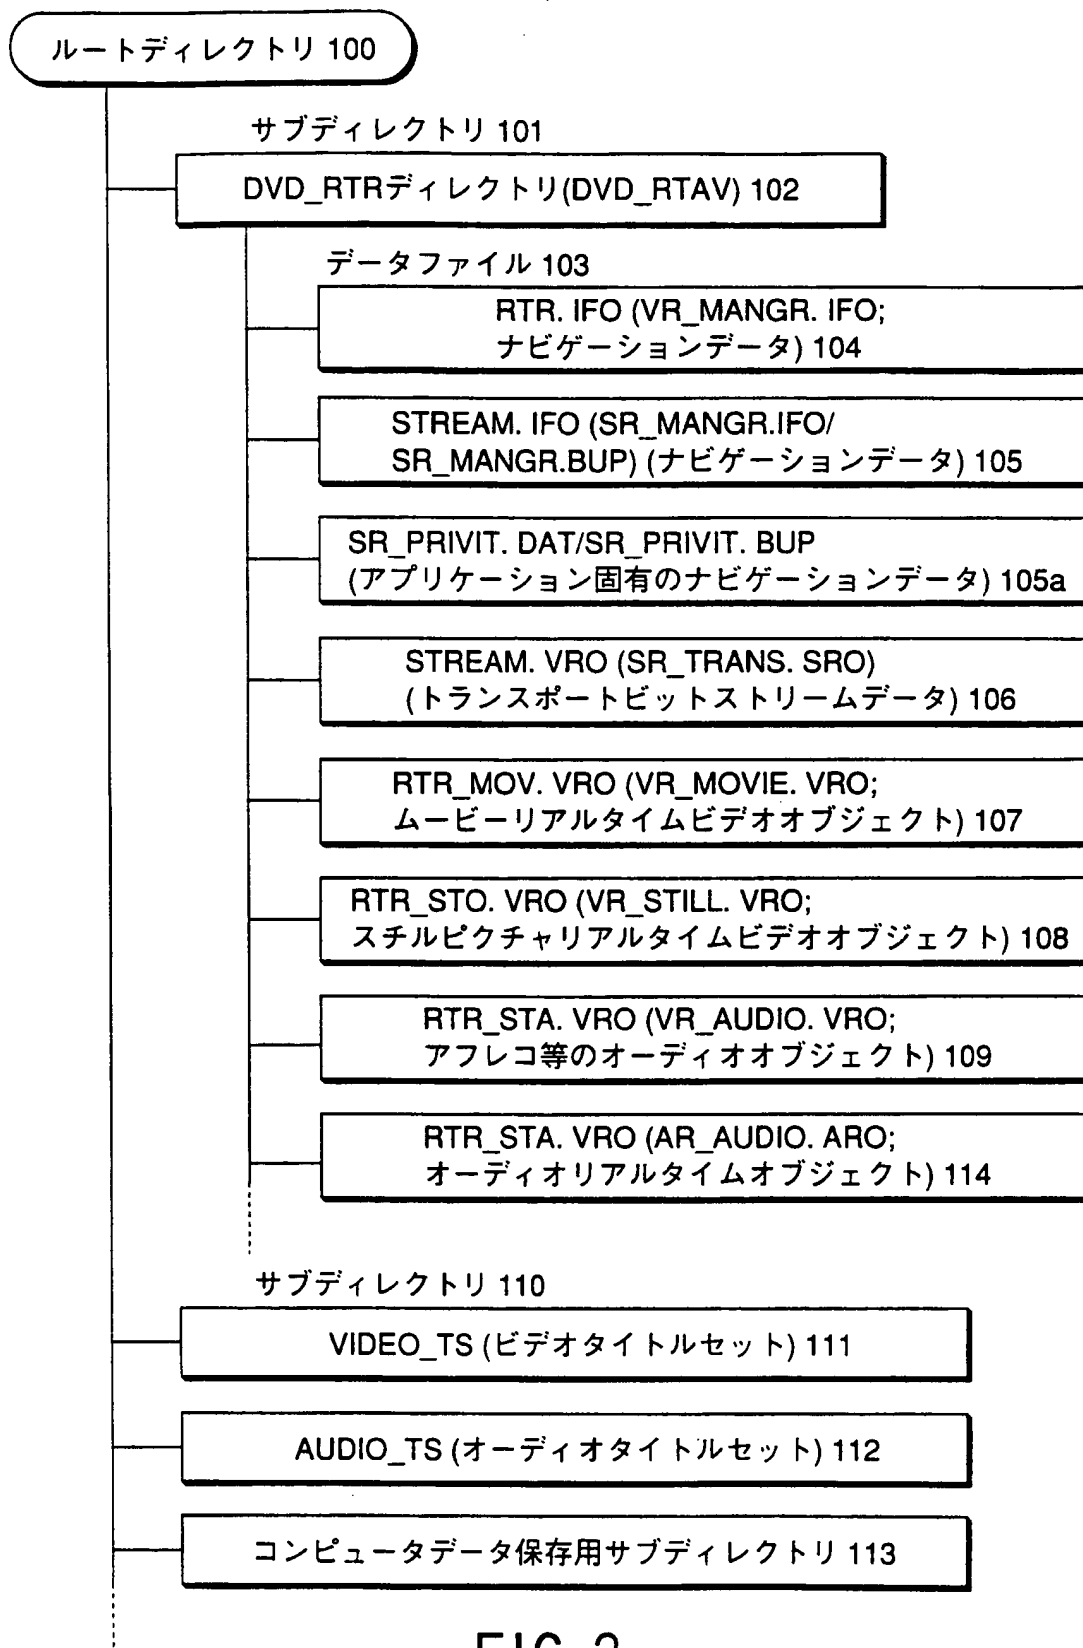 ルートディレクトリ 100
サブディレクトリ 101
DVD_RTRディレクトリ(DVD_RTAV) 102
データファイル 103
RTR. IFO (VR_MANGR. IFO;
ナビゲーションデータ) 104
STREAM. IFO (SR_MANGR.IFO/
SR_MANGR.BUP) (ナビゲーションデータ) 105
SR_PRIVIT. DAT/SR_PRIVIT. BUP
(アプリケーション固有のナビゲーションデータ) 105a
STREAM. VRO (SR_TRANS. SRO)
(トランスポートビットストリームデータ) 106
RTR_MOV. VRO (VR_MOVIE. VRO;
ムービーリアルタイムビデオオブジェクト) 107
RTR_STO. VRO (VR_STILL. VRO;
スチルピクチャリアルタイムビデオオブジェクト) 108
RTR_STA. VRO (VR_AUDIO. VRO;
アフレコ等のオーディオオブジェクト) 109
RTR_STA. VRO (AR_AUDIO. ARO;
オーディオリアルタイムオブジェクト) 114
サブディレクトリ 110
VIDEO_TS (ビデオタイトルセット) 111
AUDIO_TS (オーディオタイトルセット) 112
コンピュータデータ保存用サブディレクトリ 113